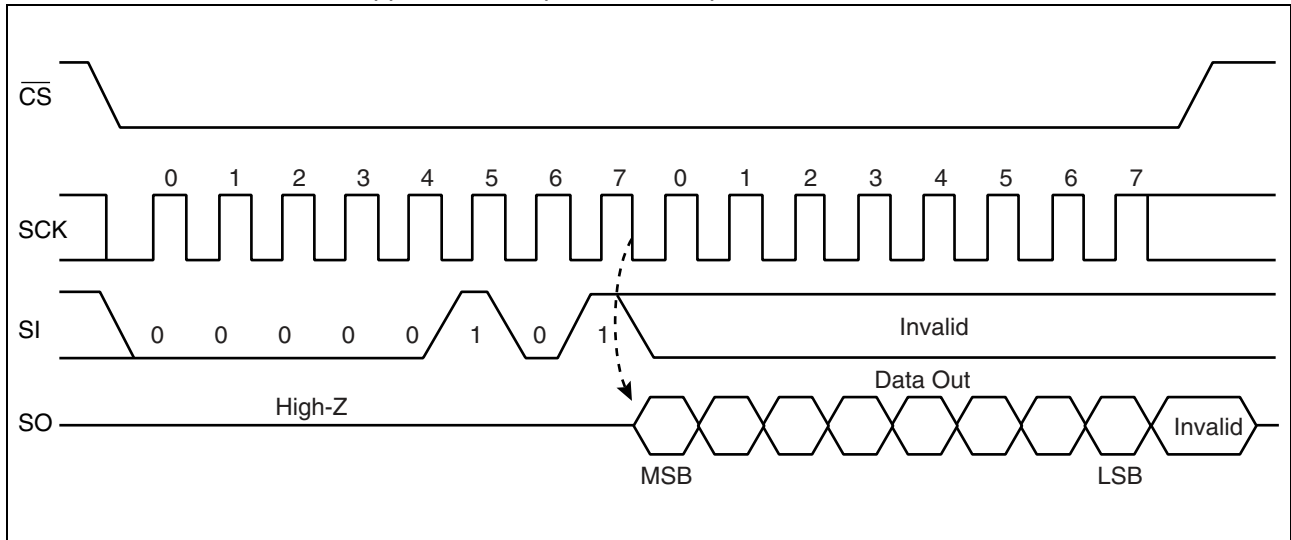 CS
0 1 2 3 4 5 6 7 0 1 2 3 4 5 6 7
SCK
SI 0 0 0 0 0 1 0 1 Invalid
Data Out
High-Z
SO Invalid
MSB LSB